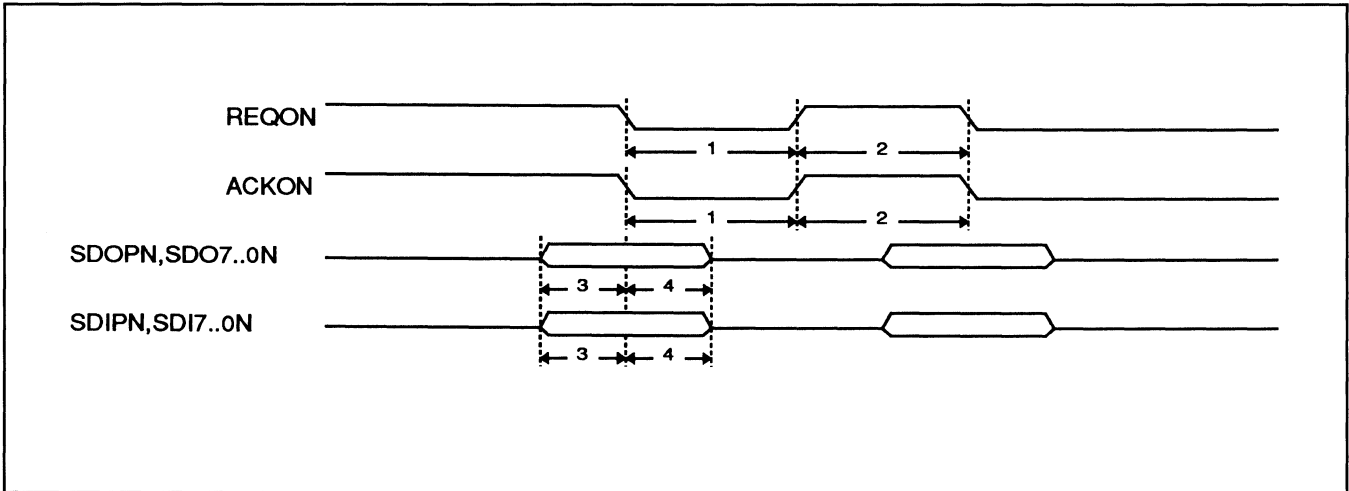 REQON
1 2
ACKON
1 2
SDOPN,SDO7..0N
3 4
SDIPN,SDI7..0N
3 4